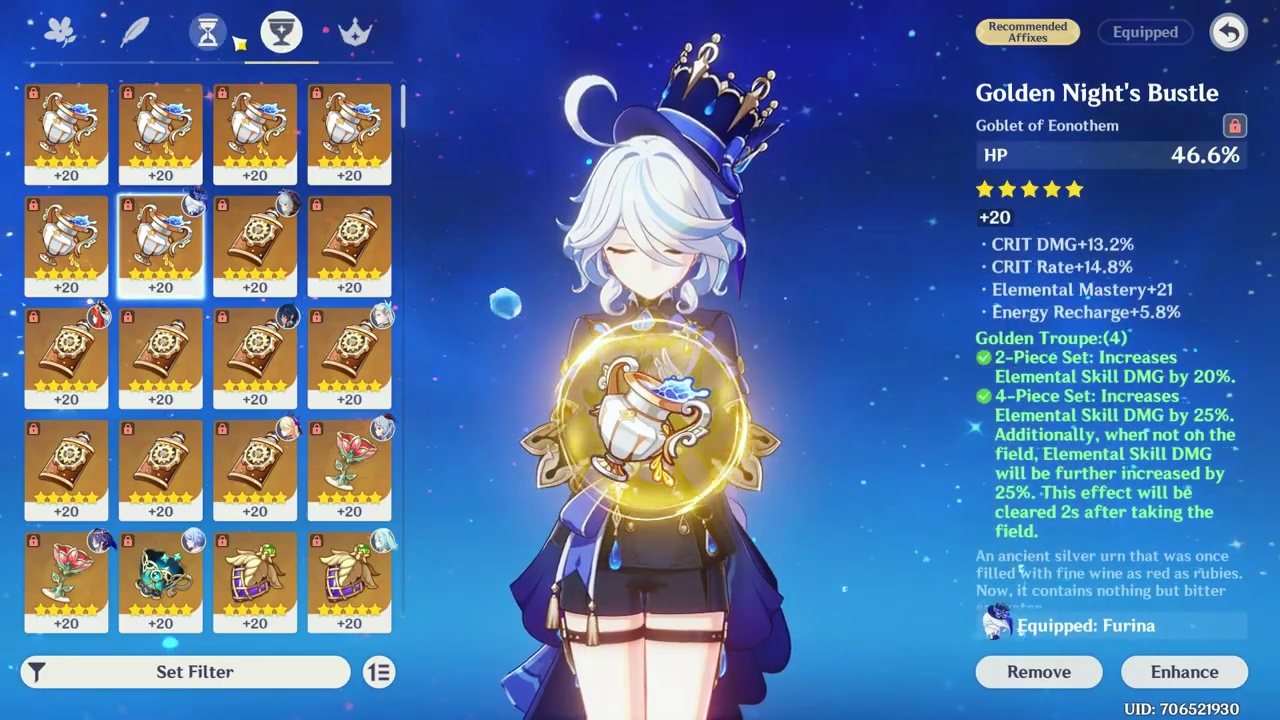 Recommended
Affixes
Equipped
Golden Night's Bustle
Goblet of Eonothem
HP 46.6%
+20
· CRIT DMG+13.2%
· CRIT Rate+14.8%
· Elemental Mastery+21
· Energy Recharge+5.8%
Golden Troupe:(4)
2-Piece Set: Increases
Elemental Skill DMG by 20%.
4-Piece Set: Increases
Elemental Skill DMG by 25%.
Additionally, when not on the
field, Elemental Skill DMG
will be further increased by
25%. This effect will be
cleared 2s after taking the
field.
An ancient silver urn that was once
filled with fine wine as red as rubies.
Now, it contains nothing but bitter
Equipped: Furina
Remove Enhance
UID: 706521930
+20 +20 +20 +20
+20 +20 +20 +20
+20 +20 +20 +20
+20 +20 +20 +20
+20 +20 +20 +20
Set Filter